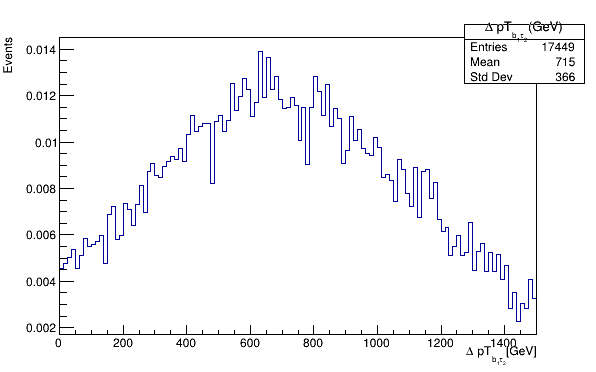 Δ pT_{b₁τ₂}(GeV)
Entries 17449
Mean 715
Std Dev 366
Events
0.014
0.012
0.01
0.008
0.006
0.004
0.002
0 200 400 600 800 1000 1200 1400
Δ pT_{b₁τ₂}[GeV]